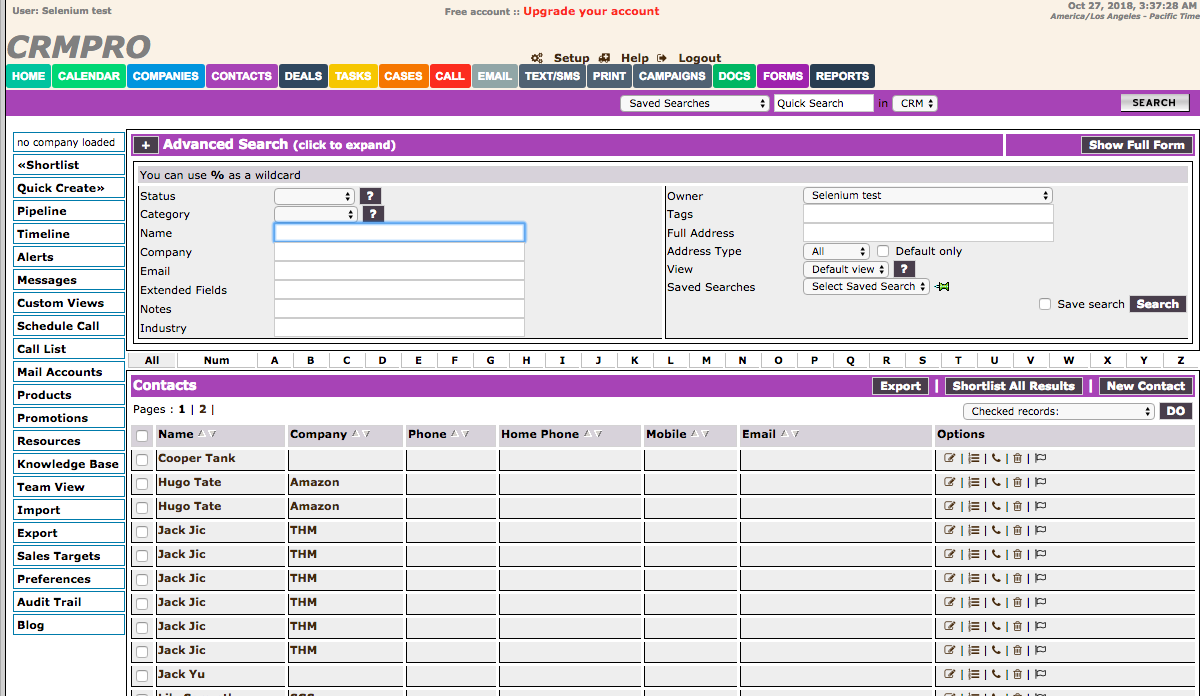 User: Selenium test
Free account :: Upgrade your account
Oct 27, 2018, 3:37:28 AM
America/Los Angeles - Pacific Time
CRMPRO
Setup Help Logout
HOME CALENDAR COMPANIES CONTACTS DEALS TASKS CASES CALL EMAIL TEXT/SMS PRINT CAMPAIGNS DOCS FORMS REPORTS
Saved Searches Quick Search in CRM SEARCH
no company loaded
«Shortlist
Quick Create»
Pipeline
Timeline
Alerts
Messages
Custom Views
Schedule Call
Call List
Mail Accounts
Products
Promotions
Resources
Knowledge Base
Team View
Import
Export
Sales Targets
Preferences
Audit Trail
Blog
+ Advanced Search (click to expand) Show Full Form
You can use % as a wildcard
Status ?
Category ?
Name
Company
Email
Extended Fields
Notes
Industry
Owner Selenium test
Tags
Full Address
Address Type All Default only
View Default view ?
Saved Searches Select Saved Search
Save search Search
All Num A B C D E F G H I J K L M N O P Q R S T U V W X Y Z
Contacts Export | Shortlist All Results | New Contact
Pages : 1 | 2 |
Checked records: DO
Name Company Phone Home Phone Mobile Email Options
Cooper Tank | | | |
Hugo Tate Amazon | | | |
Hugo Tate Amazon | | | |
Jack Jic THM | | | |
Jack Jic THM | | | |
Jack Jic THM | | | |
Jack Jic THM | | | |
Jack Jic THM | | | |
Jack Jic THM | | | |
Jack Yu | | | |